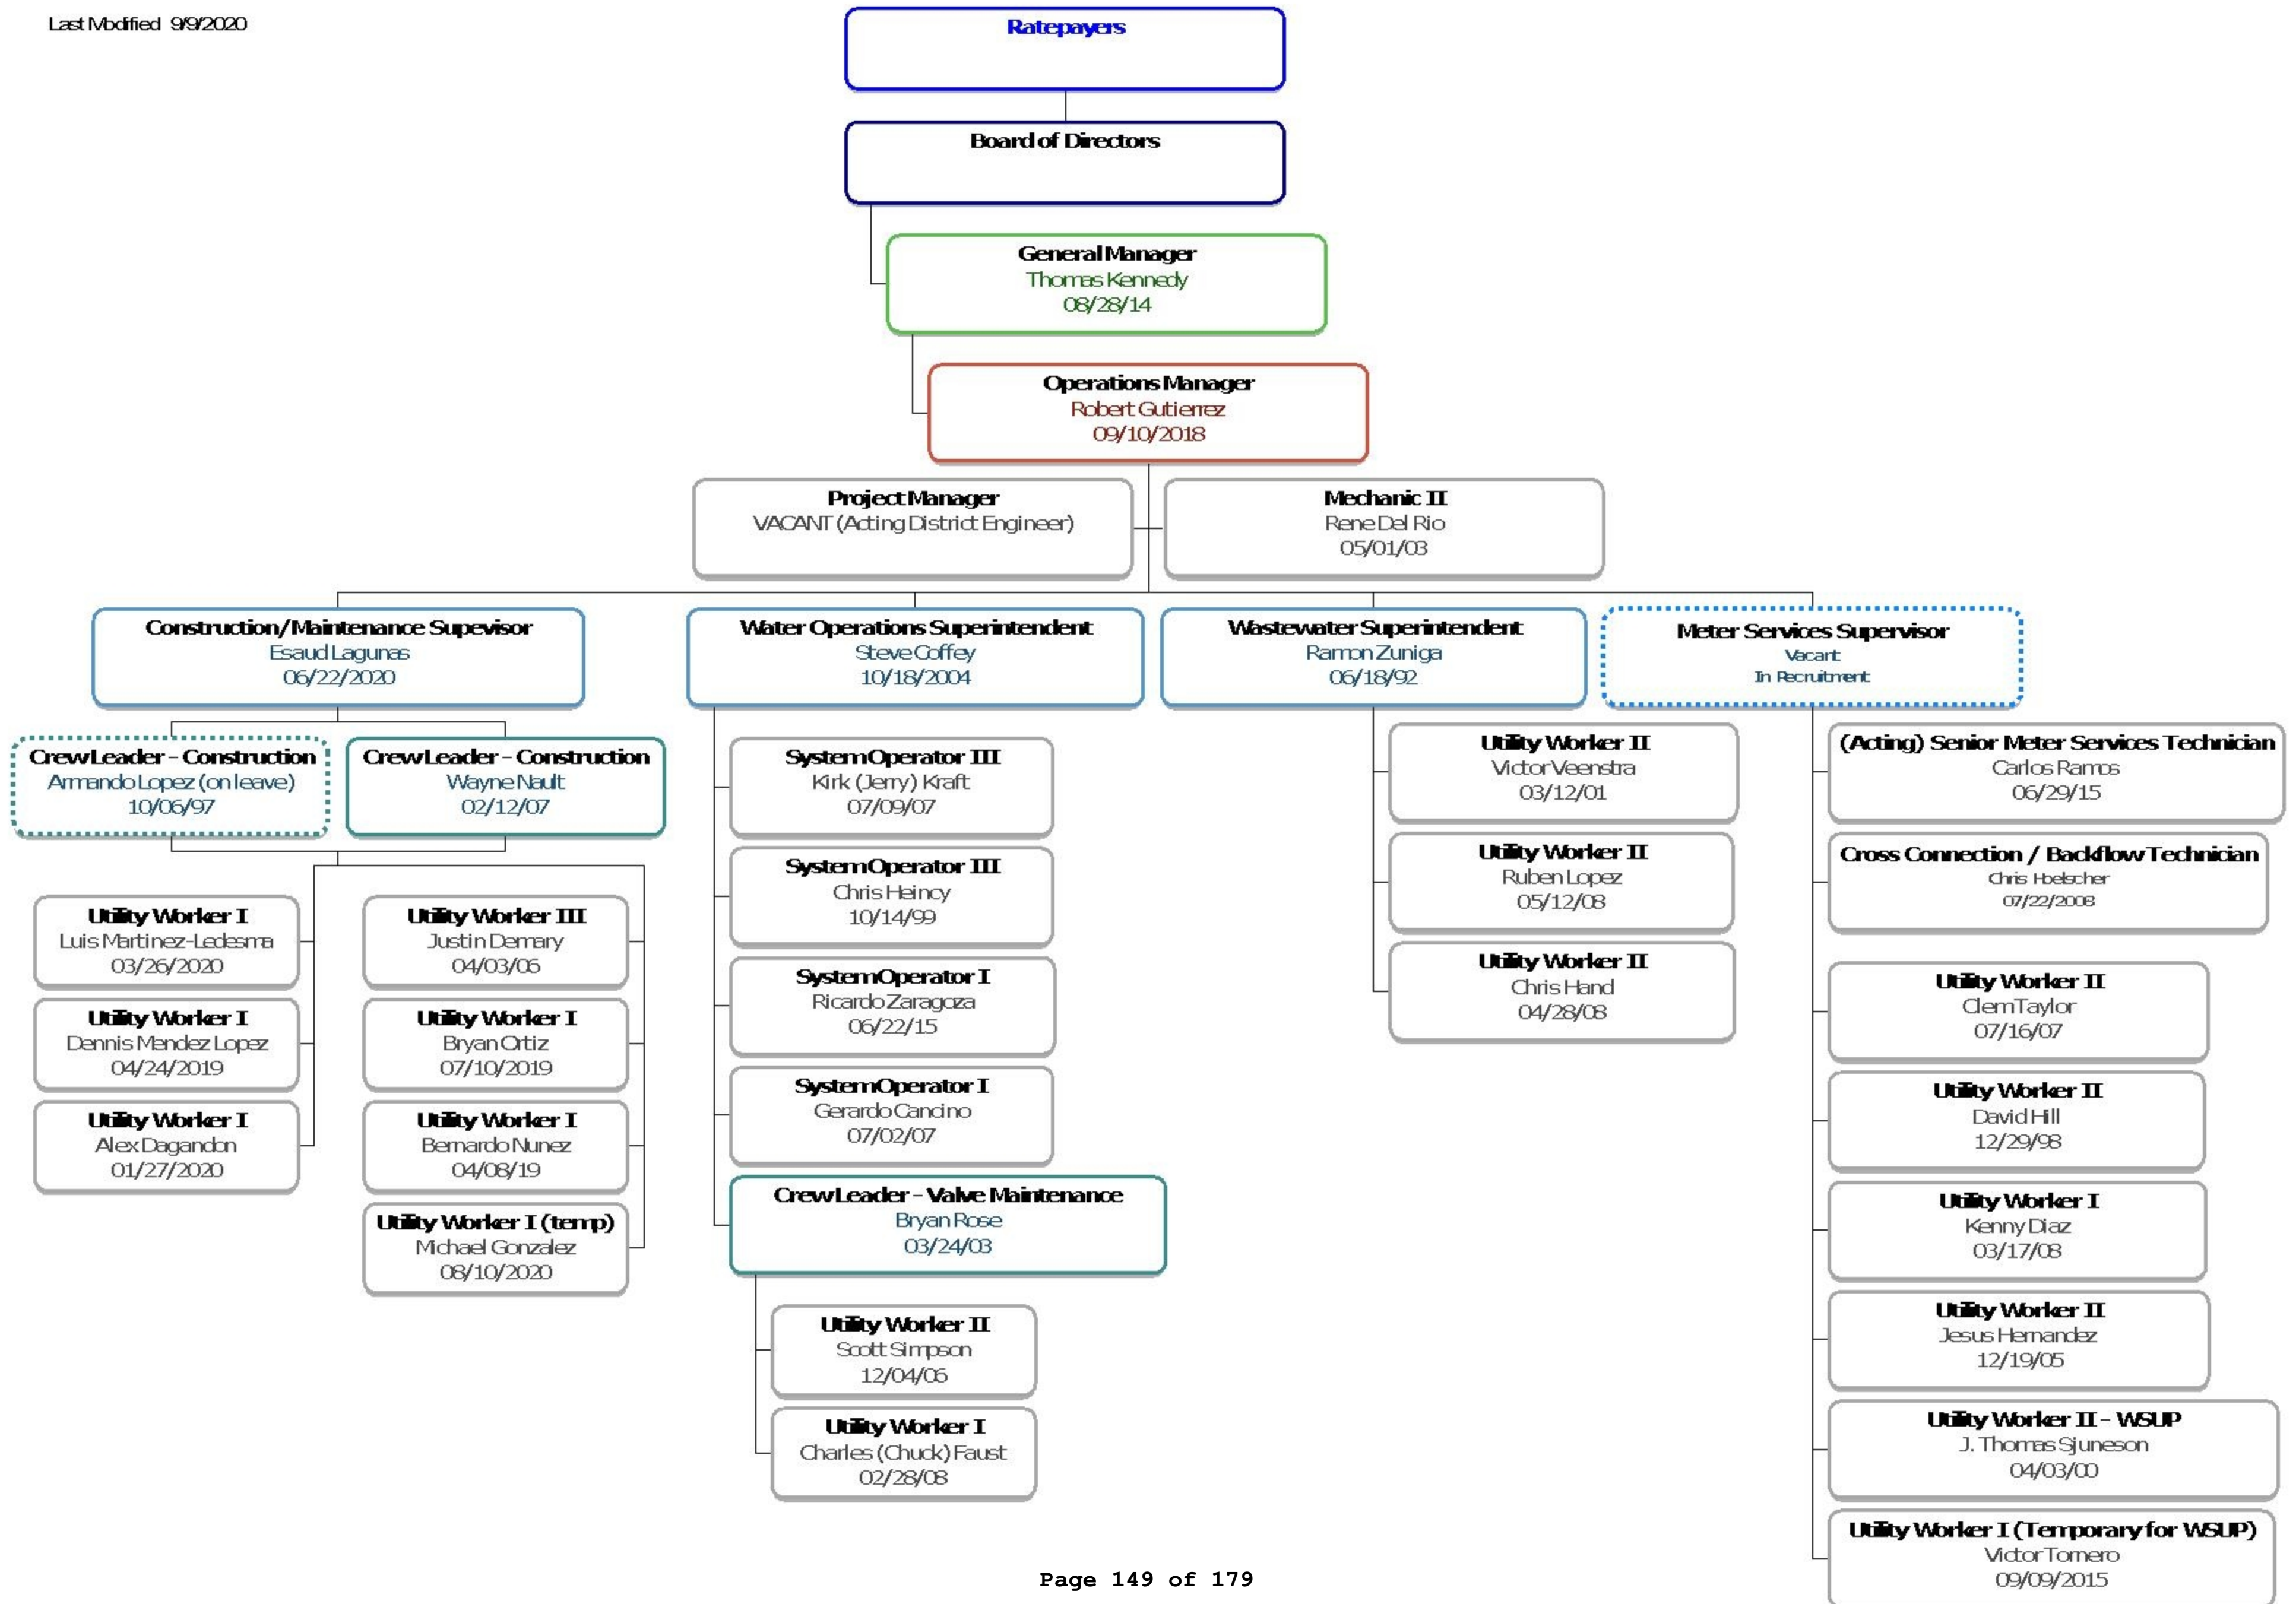 Last Modified 9/9/2020
Ratepayers
Board of Directors
General Manager
Thomas Kennedy
08/28/14
Operations Manager
Robert Gutierrez
09/10/2018
Project Manager
VACANT (Acting District Engineer)
Mechanic II
Rene Del Rio
05/01/03
Construction/Maintenance Supevisor
Esaud Lagunas
06/22/2020
Water Operations Superintendent
Steve Coffey
10/18/2004
Wastewater Superintendent
Ramon Zuniga
06/18/92
Meter Services Supervisor
Vacant
In Recruitment
Crew Leader - Construction
Armando Lopez (on leave)
10/06/97
Crew Leader - Construction
Wayne Nault
02/12/07
Utility Worker I
Luis Martinez-Ledesma
03/26/2020
Utility Worker I
Dennis Mendez Lopez
04/24/2019
Utility Worker I
Alex Dagandon
01/27/2020
Utility Worker III
Justin Demary
04/03/06
Utility Worker I
Bryan Ortiz
07/10/2019
Utility Worker I
Bernardo Nunez
04/08/19
Utility Worker I (temp)
Michael Gonzalez
08/10/2020
System Operator III
Kirk (Jerry) Kraft
07/09/07
System Operator III
Chris Heincy
10/14/99
System Operator I
Ricardo Zaragoza
06/22/15
System Operator I
Gerardo Cancino
07/02/07
Crew Leader - Valve Maintenance
Bryan Rose
03/24/03
Utility Worker II
Scott Simpson
12/04/06
Utility Worker I
Charles (Chuck) Faust
02/28/08
Utility Worker II
Victor Veenstra
03/12/01
Utility Worker II
Ruben Lopez
05/12/08
Utility Worker II
Chris Hand
04/28/08
(Acting) Senior Meter Services Technician
Carlos Ramos
06/29/15
Cross Connection / Backflow Technician
Chris Hoelscher
07/22/2008
Utility Worker II
Clem Taylor
07/16/07
Utility Worker II
David Hill
12/29/98
Utility Worker I
Kenny Diaz
03/17/08
Utility Worker II
Jesus Hernandez
12/19/05
Utility Worker II - WSUP
J. Thomas Sjuneson
04/03/00
Utility Worker I (Temporary for WSUP)
Victor Tornero
09/09/2015
Page 149 of 179